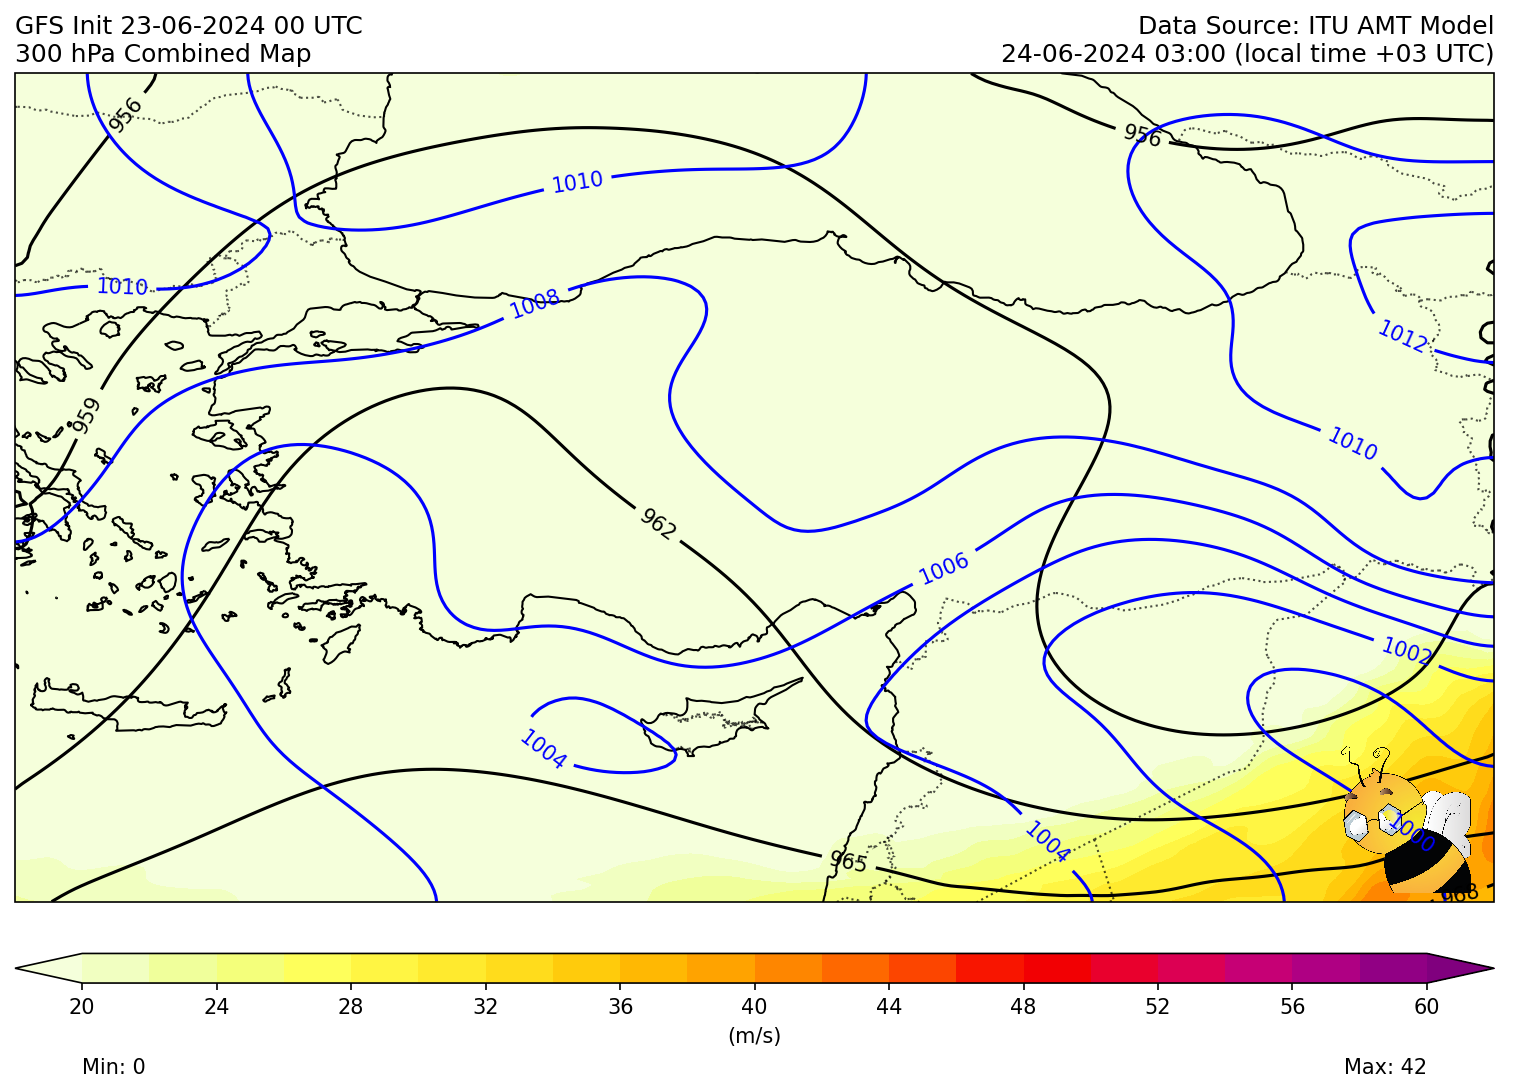 GFS Init 23-06-2024 00 UTC
300 hPa Combined Map
Data Source: ITU AMT Model
24-06-2024 03:00 (local time +03 UTC)
956
956
1010
1010
1008
1012
959
1010
962
1006
1002
1004
1000
1004
965
968
20 24 28 32 36 40 44 48 52 56 60
(m/s)
Min: 0
Max: 42